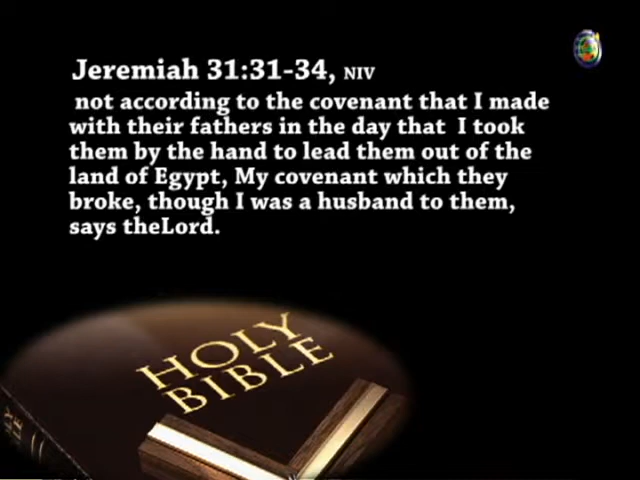 Jeremiah 31:31-34, NIV
not according to the covenant that I made
with their fathers in the day that I took
them by the hand to lead them out of the
land of Egypt, My covenant which they
broke, though I was a husband to them,
says theLord.
HOLY
BIBLE